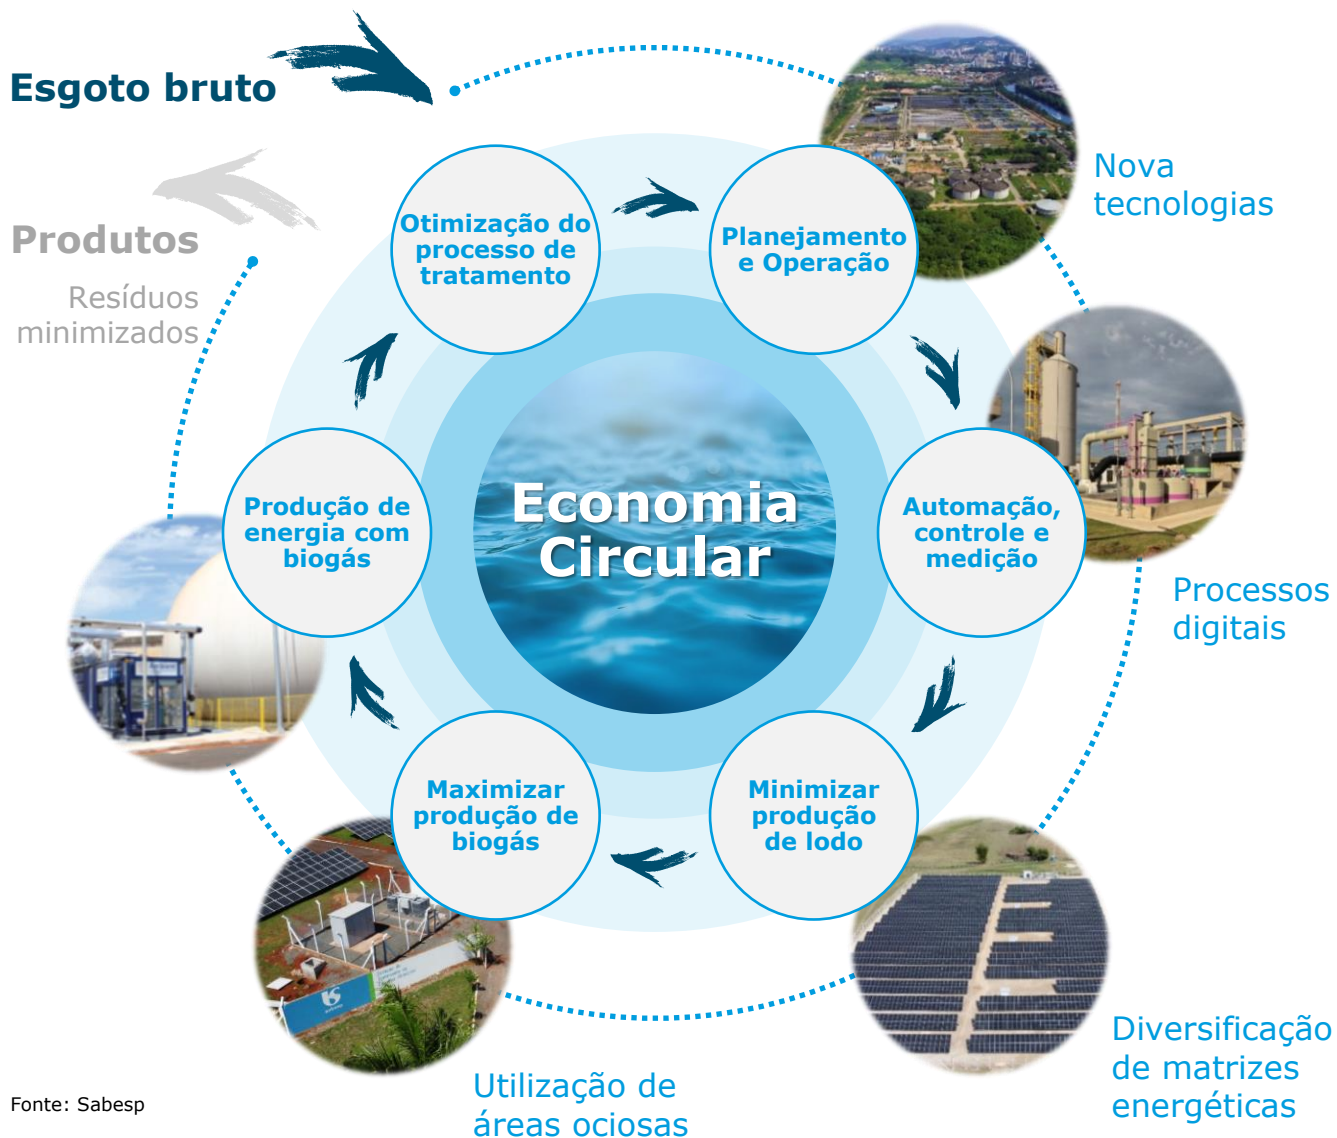 Esgoto bruto
Produtos
Resíduos
minimizados
Otimização do
processo de
tratamento
Planejamento
e Operação
Nova
tecnologias
Automação,
controle e
medição
Processos
digitais
Minimizar
produção
de lodo
Diversificação
de matrizes
energéticas
Maximizar
produção de
biogás
Utilização de
áreas ociosas
Produção de
energia com
biogás
Economia
Circular
Fonte: Sabesp